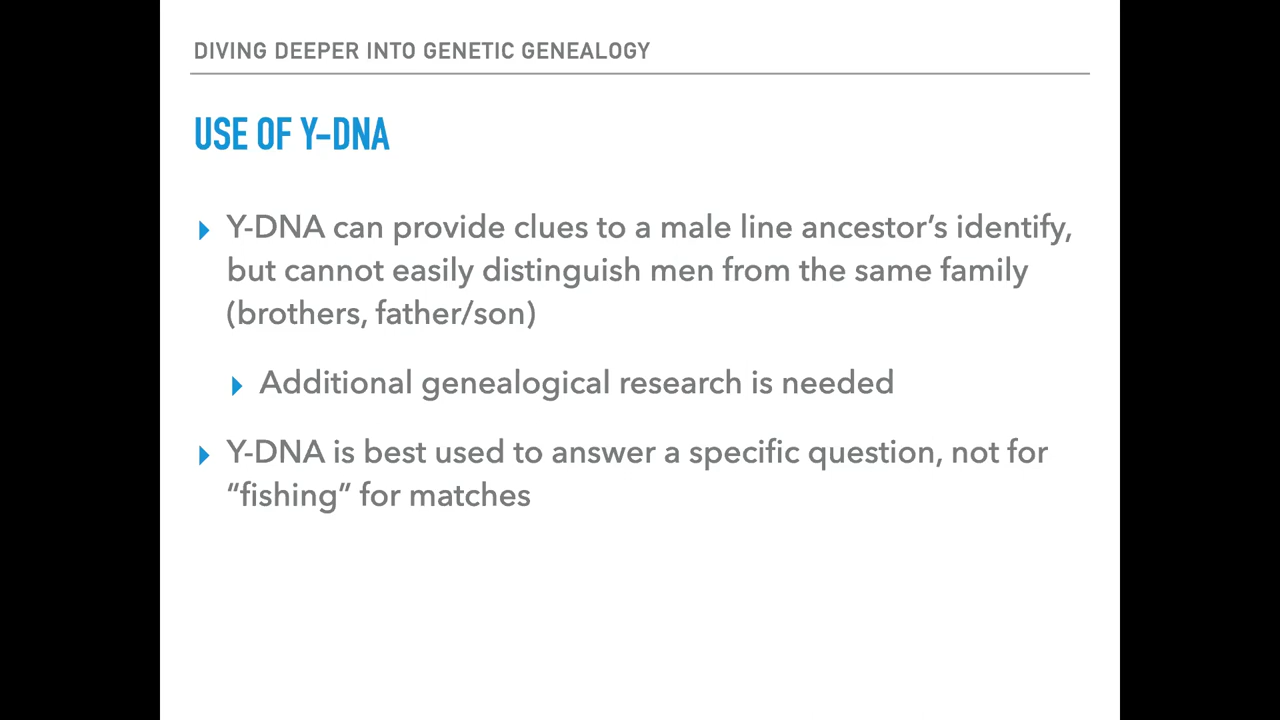 DIVING DEEPER INTO GENETIC GENEALOGY
USE OF Y-DNA
Y-DNA can provide clues to a male line ancestor’s identify,
but cannot easily distinguish men from the same family
(brothers, father/son)
Additional genealogical research is needed
Y-DNA is best used to answer a specific question, not for
“fishing” for matches